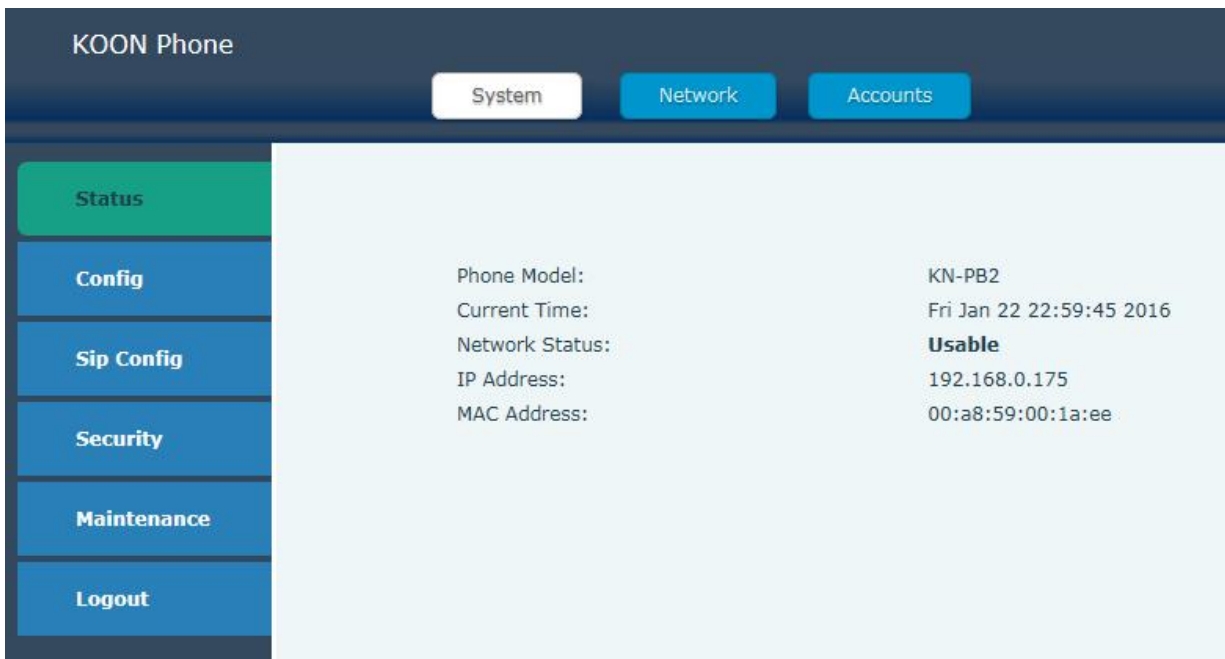 KOON Phone
System Network Accounts
Status
Config
Sip Config
Security
Maintenance
Logout
Phone Model: KN-PB2
Current Time: Fri Jan 22 22:59:45 2016
Network Status: Usable
IP Address: 192.168.0.175
MAC Address: 00:a8:59:00:1a:ee